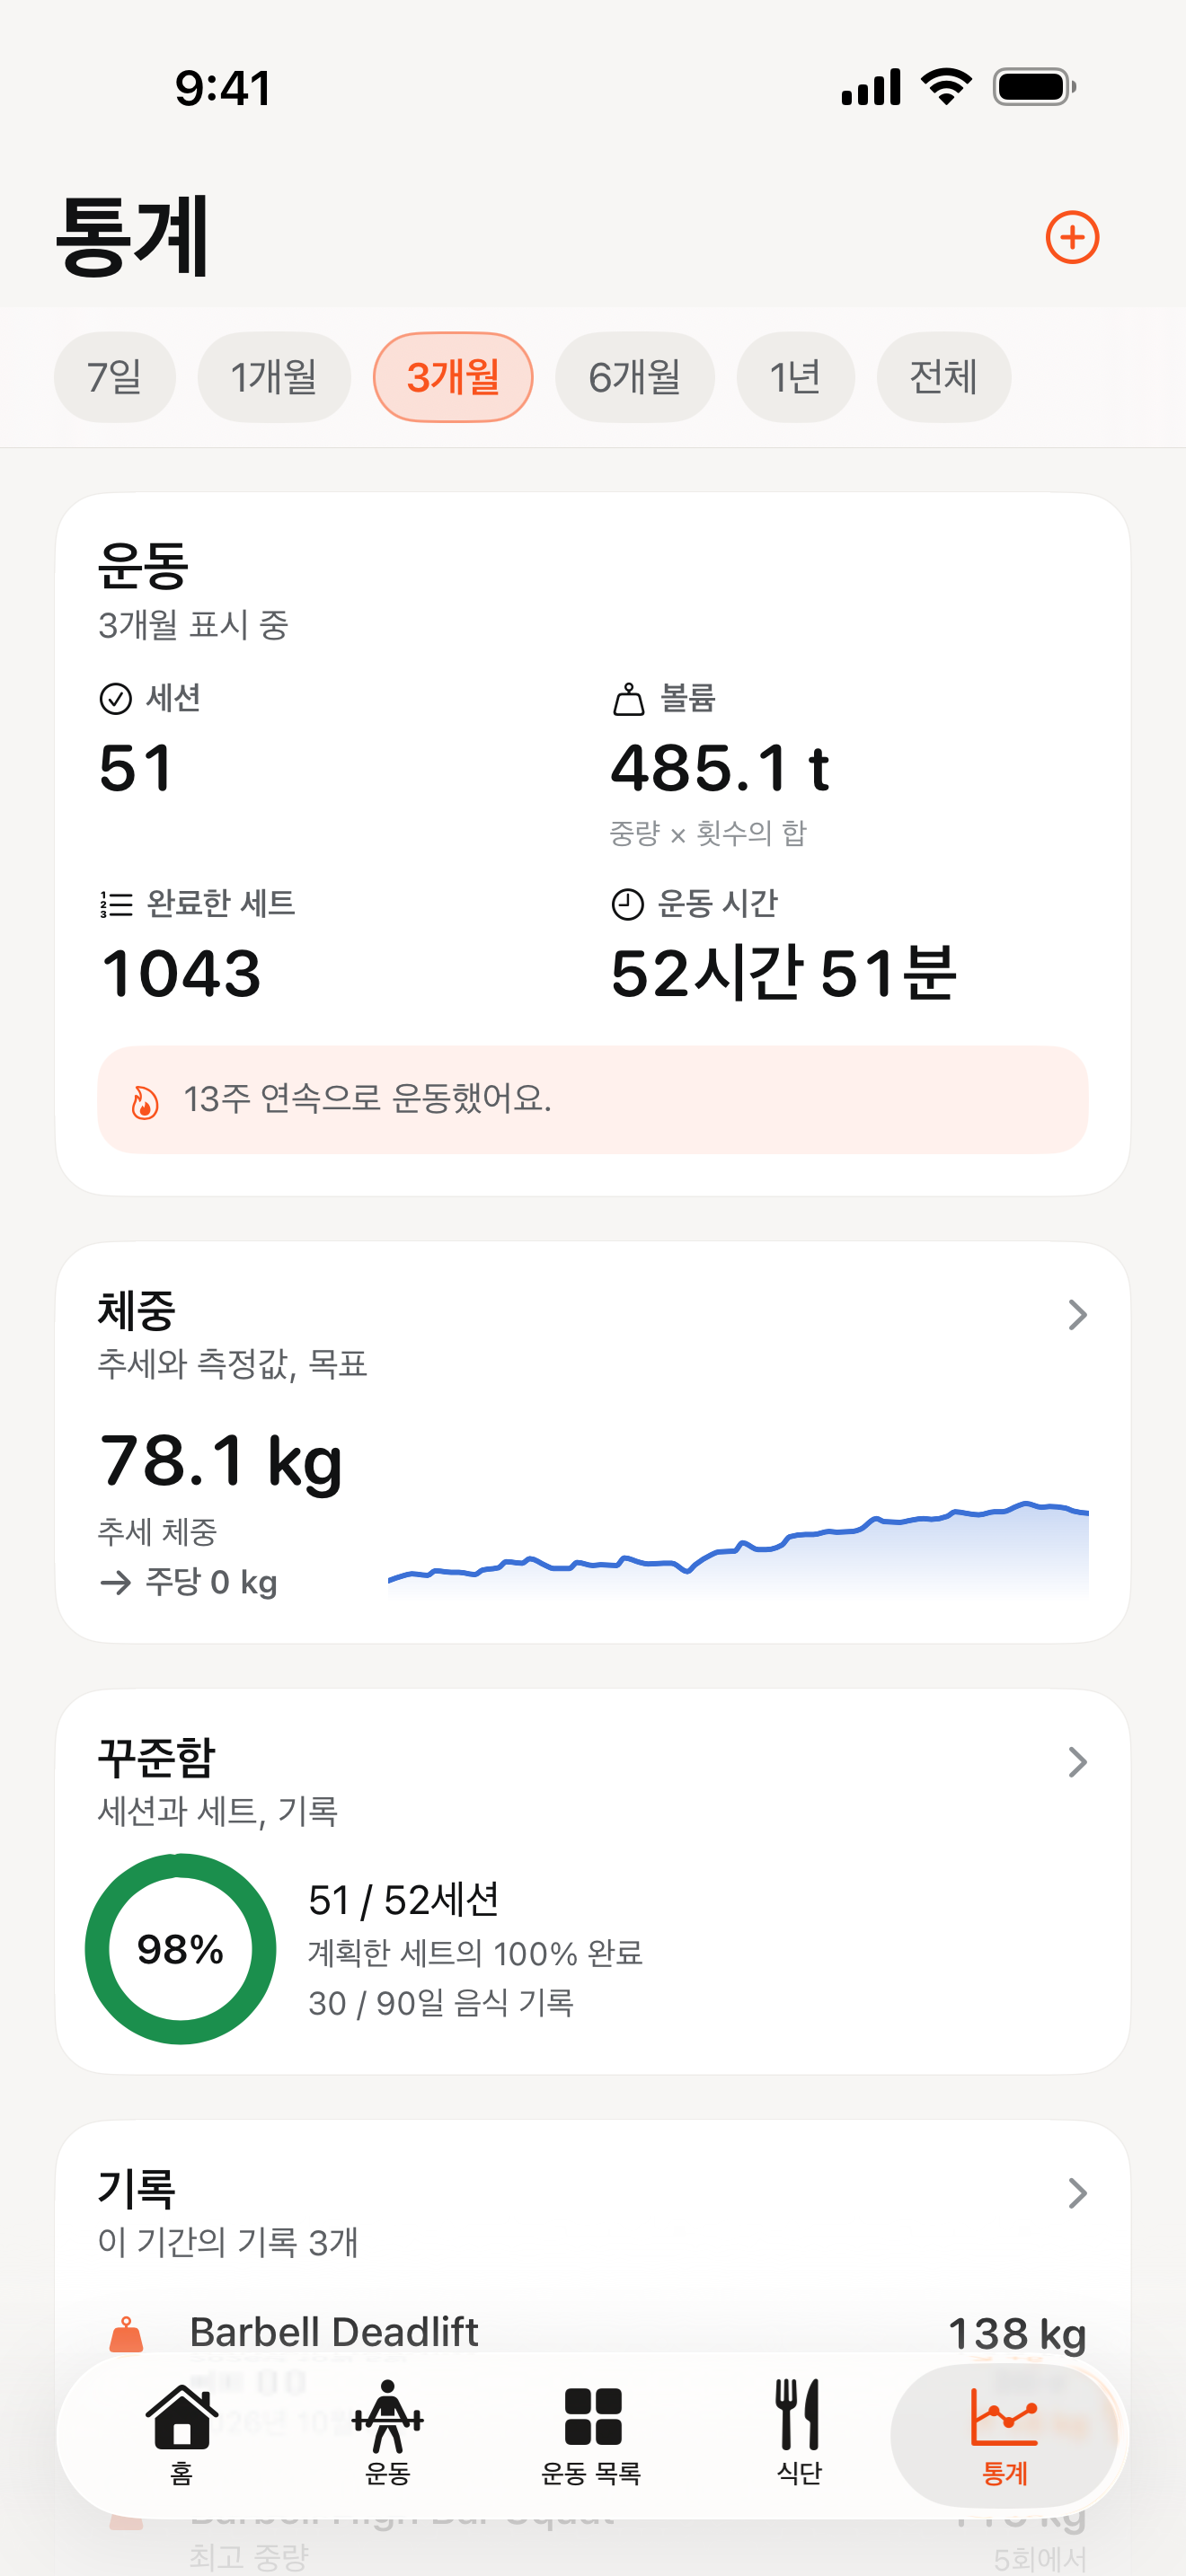 9:41
통계
7일 1개월 3개월 6개월 1년 전체
운동
3개월 표시 중
세션 볼륨
51 485.1 t
중량 × 횟수의 합
완료한 세트 운동 시간
1043 52시간 51분
13주 연속으로 운동했어요.
체중
추세와 측정값, 목표
78.1 kg
추세 체중
주당 0 kg
꾸준함
세션과 세트, 기록
98%
51 / 52세션
계획한 세트의 100% 완료
30 / 90일 음식 기록
기록
이 기간의 기록 3개
Barbell Deadlift 138 kg
홈 운동 운동 목록 식단 통계
Barbell High Bar Squat
최고 중량 5회에서